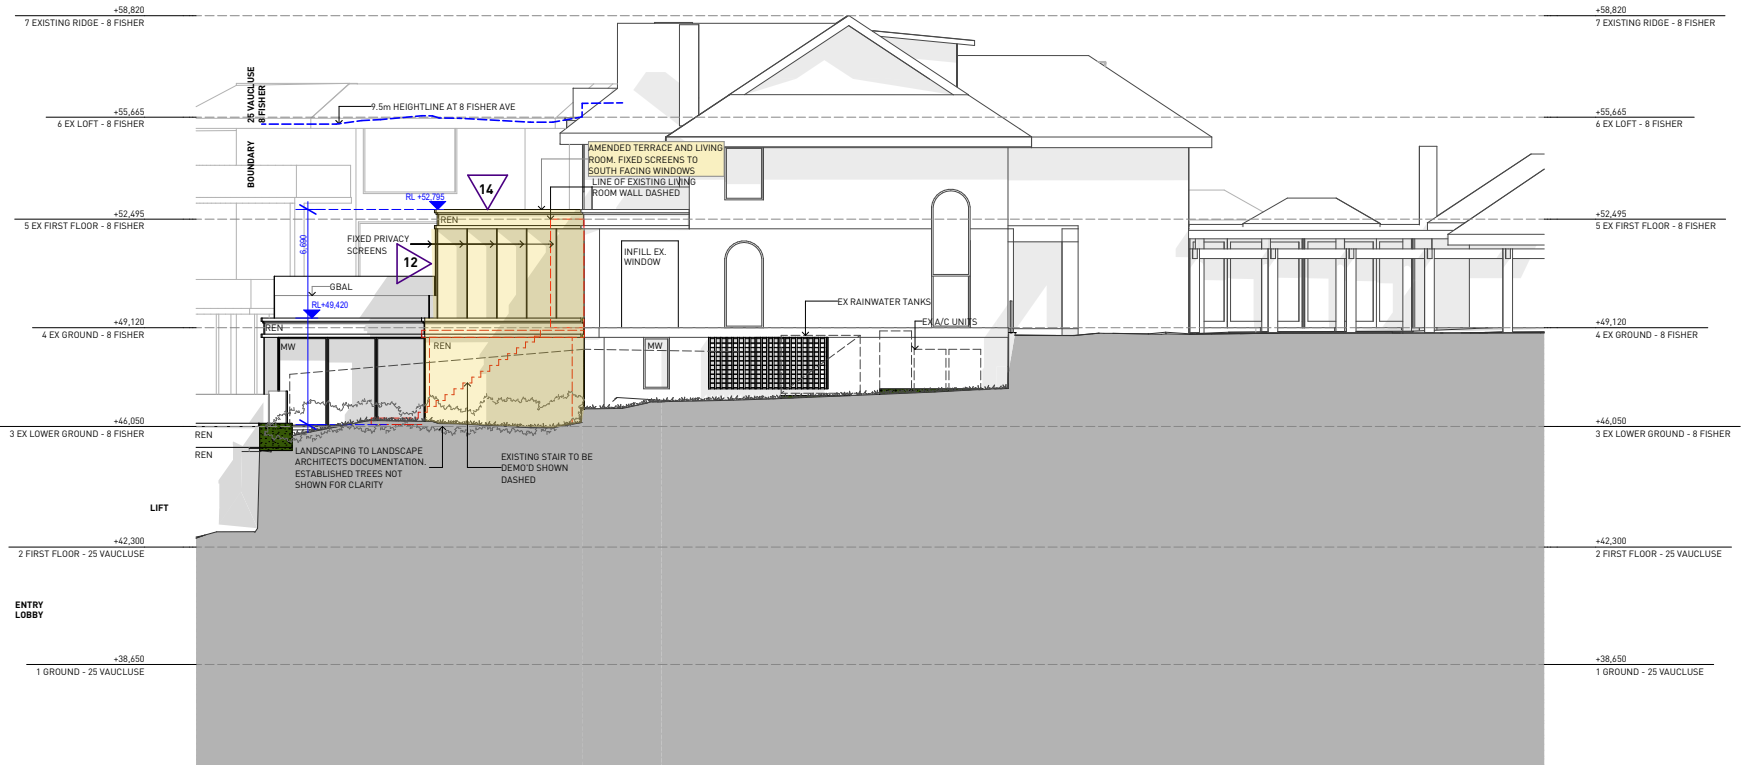 +58,820
7 EXISTING RIDGE - 8 FISHER
+58,820
7 EXISTING RIDGE - 8 FISHER
BOUNDARY
25 VAUCLUSE
8 FISHER
9.5m HEIGHTLINE AT 8 FISHER AVE
+55,665
6 EX LOFT - 8 FISHER
+55,665
6 EX LOFT - 8 FISHER
AMENDED TERRACE AND LIVING
ROOM. FIXED SCREENS TO
SOUTH FACING WINDOWS
LINE OF EXISTING LIVING
ROOM WALL DASHED
14
RL +52,795
+52,495
5 EX FIRST FLOOR - 8 FISHER
REN
+52,495
5 EX FIRST FLOOR - 8 FISHER
6,690
FIXED PRIVACY
SCREENS
12
INFILL EX.
WINDOW
GBAL
RL+49,420
EX RAINWATER TANKS
EX A/C UNITS
+49,120
4 EX GROUND - 8 FISHER
REN
+49,120
4 EX GROUND - 8 FISHER
MW
REN
MW
+46,050
3 EX LOWER GROUND - 8 FISHER
REN
REN
+46,050
3 EX LOWER GROUND - 8 FISHER
LANDSCAPING TO LANDSCAPE
ARCHITECTS DOCUMENTATION.
ESTABLISHED TREES NOT
SHOWN FOR CLARITY
EXISTING STAIR TO BE
DEMO'D SHOWN
DASHED
LIFT
+42,300
2 FIRST FLOOR - 25 VAUCLUSE
+42,300
2 FIRST FLOOR - 25 VAUCLUSE
ENTRY
LOBBY
+38,650
1 GROUND - 25 VAUCLUSE
+38,650
1 GROUND - 25 VAUCLUSE